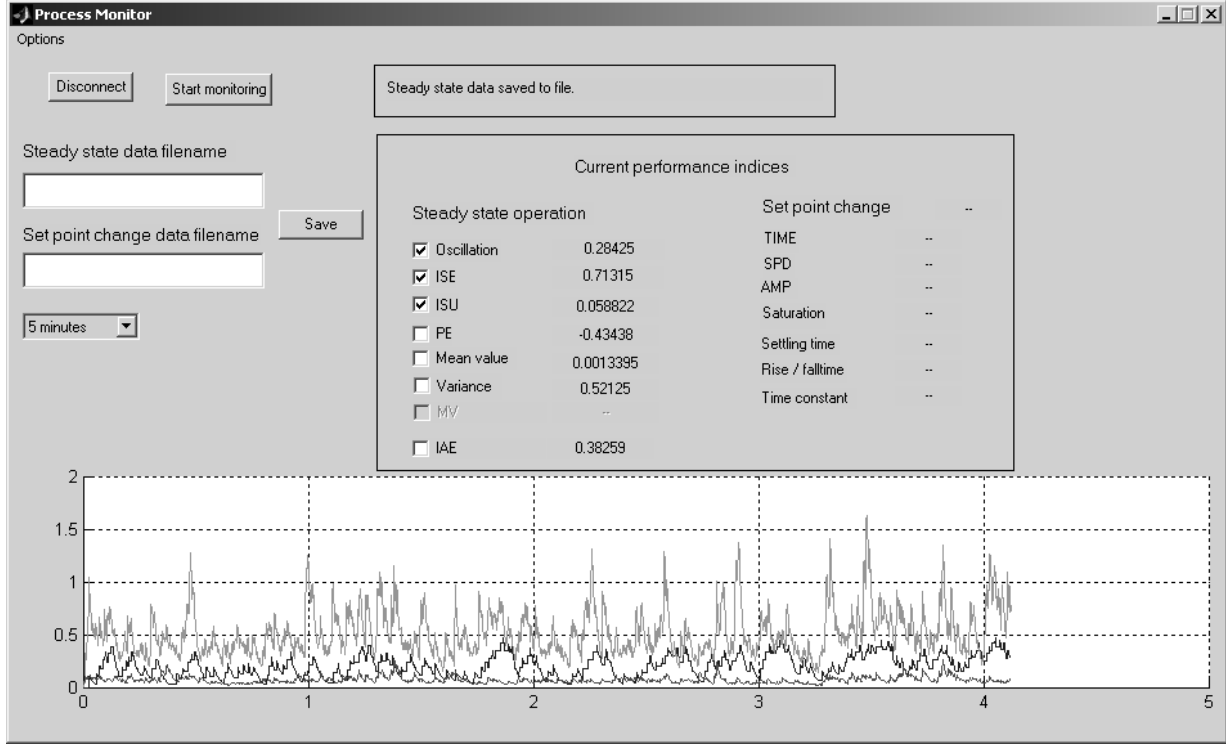 Process Monitor
Options
Disconnect
Start monitoring
Steady state data saved to file.
Steady state data filename
Save
Set point change data filename
5 minutes
Current performance indices
Steady state operation
Oscillation 0.28425
ISE 0.71315
ISU 0.058822
PE -0.43438
Mean value 0.0013395
Variance 0.52125
MV --
IAE 0.38259
Set point change --
TIME --
SPD --
AMP --
Saturation --
Settling time --
Rise / falltime --
Time constant --
2
1.5
1
0.5
0
0 1 2 3 4 5